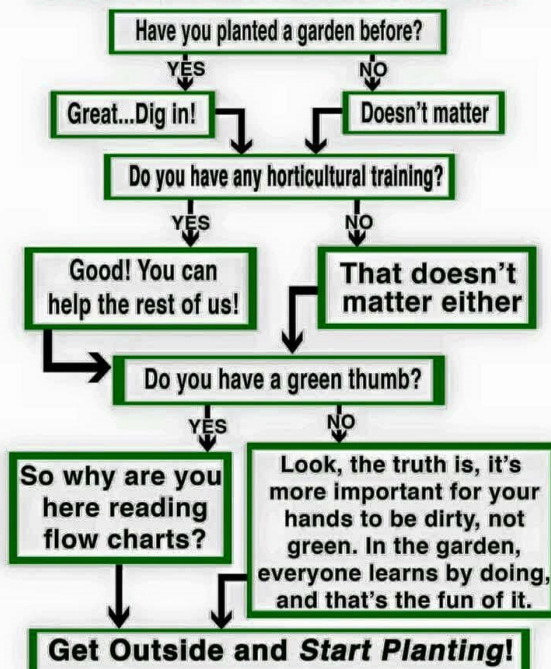 Have you planted a garden before?
YES
NO
Great...Dig in!
Doesn't matter
Do you have any horticultural training?
YES
NO
Good! You can
help the rest of us!
That doesn't
matter either
Do you have a green thumb?
YES
NO
So why are you
here reading
flow charts?
Look, the truth is, it's
more important for your
hands to be dirty, not
green. In the garden,
everyone learns by doing,
and that's the fun of it.
Get Outside and Start Planting!